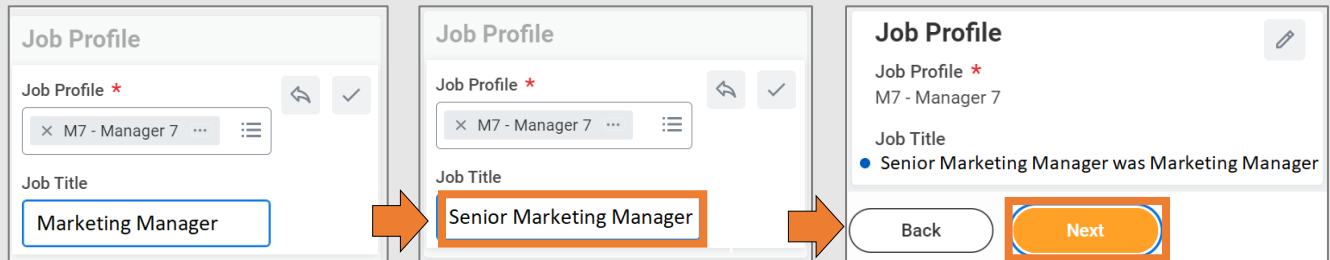 Job Profile
Job Profile *
× M7 - Manager 7 ...
Job Title
Marketing Manager
Job Profile
Job Profile *
× M7 - Manager 7 ...
Job Title
Senior Marketing Manager
Job Profile
Job Profile *
M7 - Manager 7
Job Title
Senior Marketing Manager was Marketing Manager
Back Next